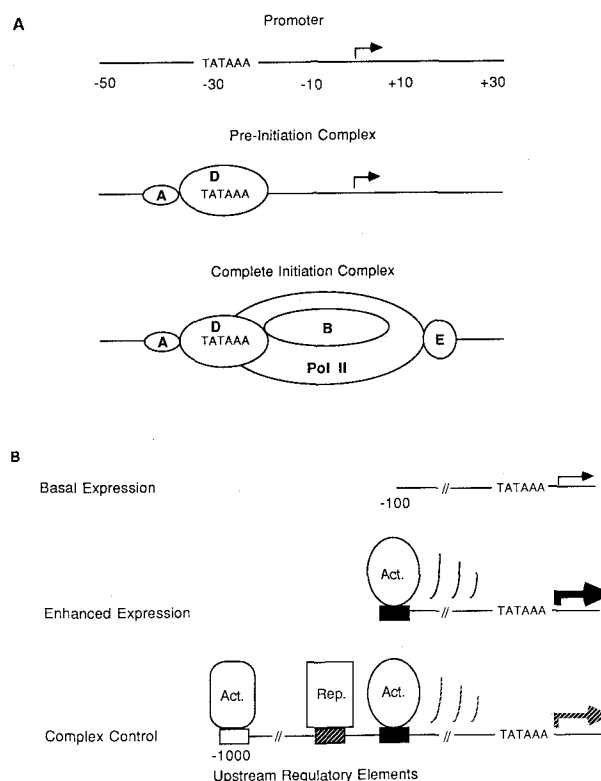 A
Promoter
TATAAA
-50 -30 -10 +10 +30
Pre-Initiation Complex
A D TATAAA
Complete Initiation Complex
A D TATAAA B Pol II E
B
Basal Expression
-100 // TATAAA
Act.
Enhanced Expression // TATAAA
Act. Rep. Act.
Complex Control // // TATAAA
-1000
Upstream Regulatory Elements